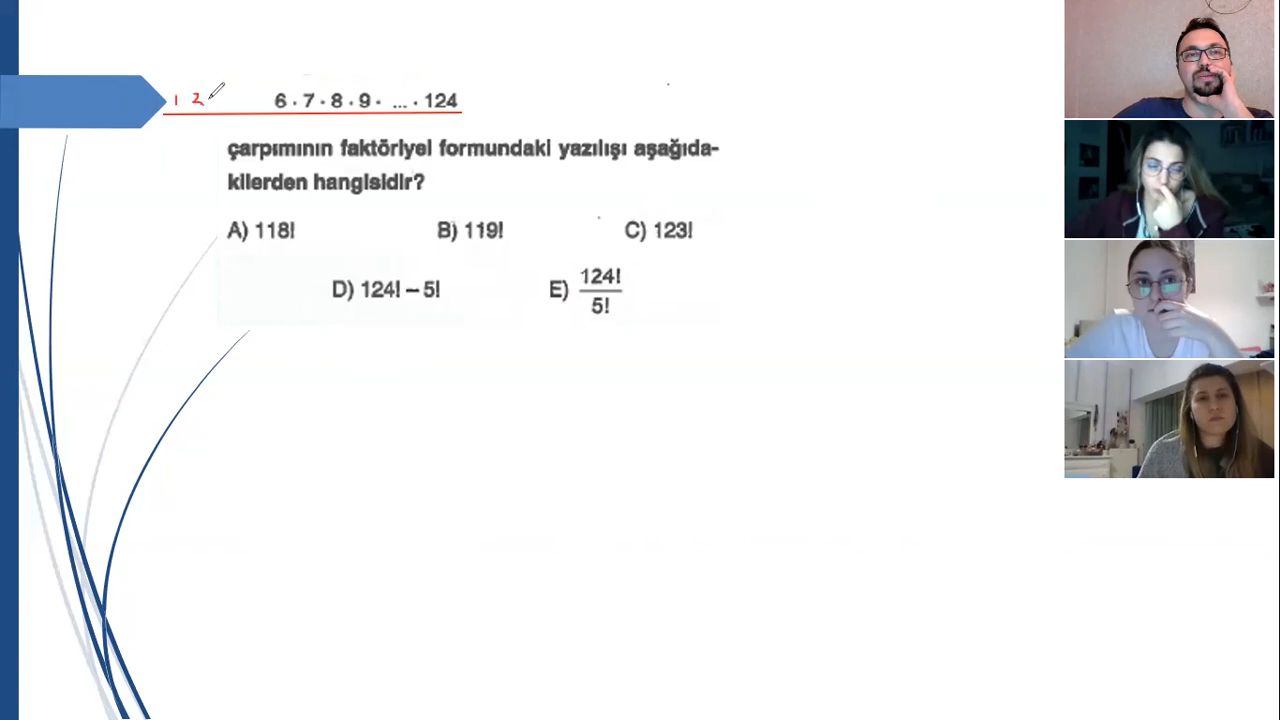 1 2 6 · 7 · 8 · 9 · ... · 124
çarpımının faktöriyel formundaki yazılışı aşağıda-
kilerden hangisidir?
A) 118! B) 119! C) 123!
D) 124! – 5! E) 124!/5!